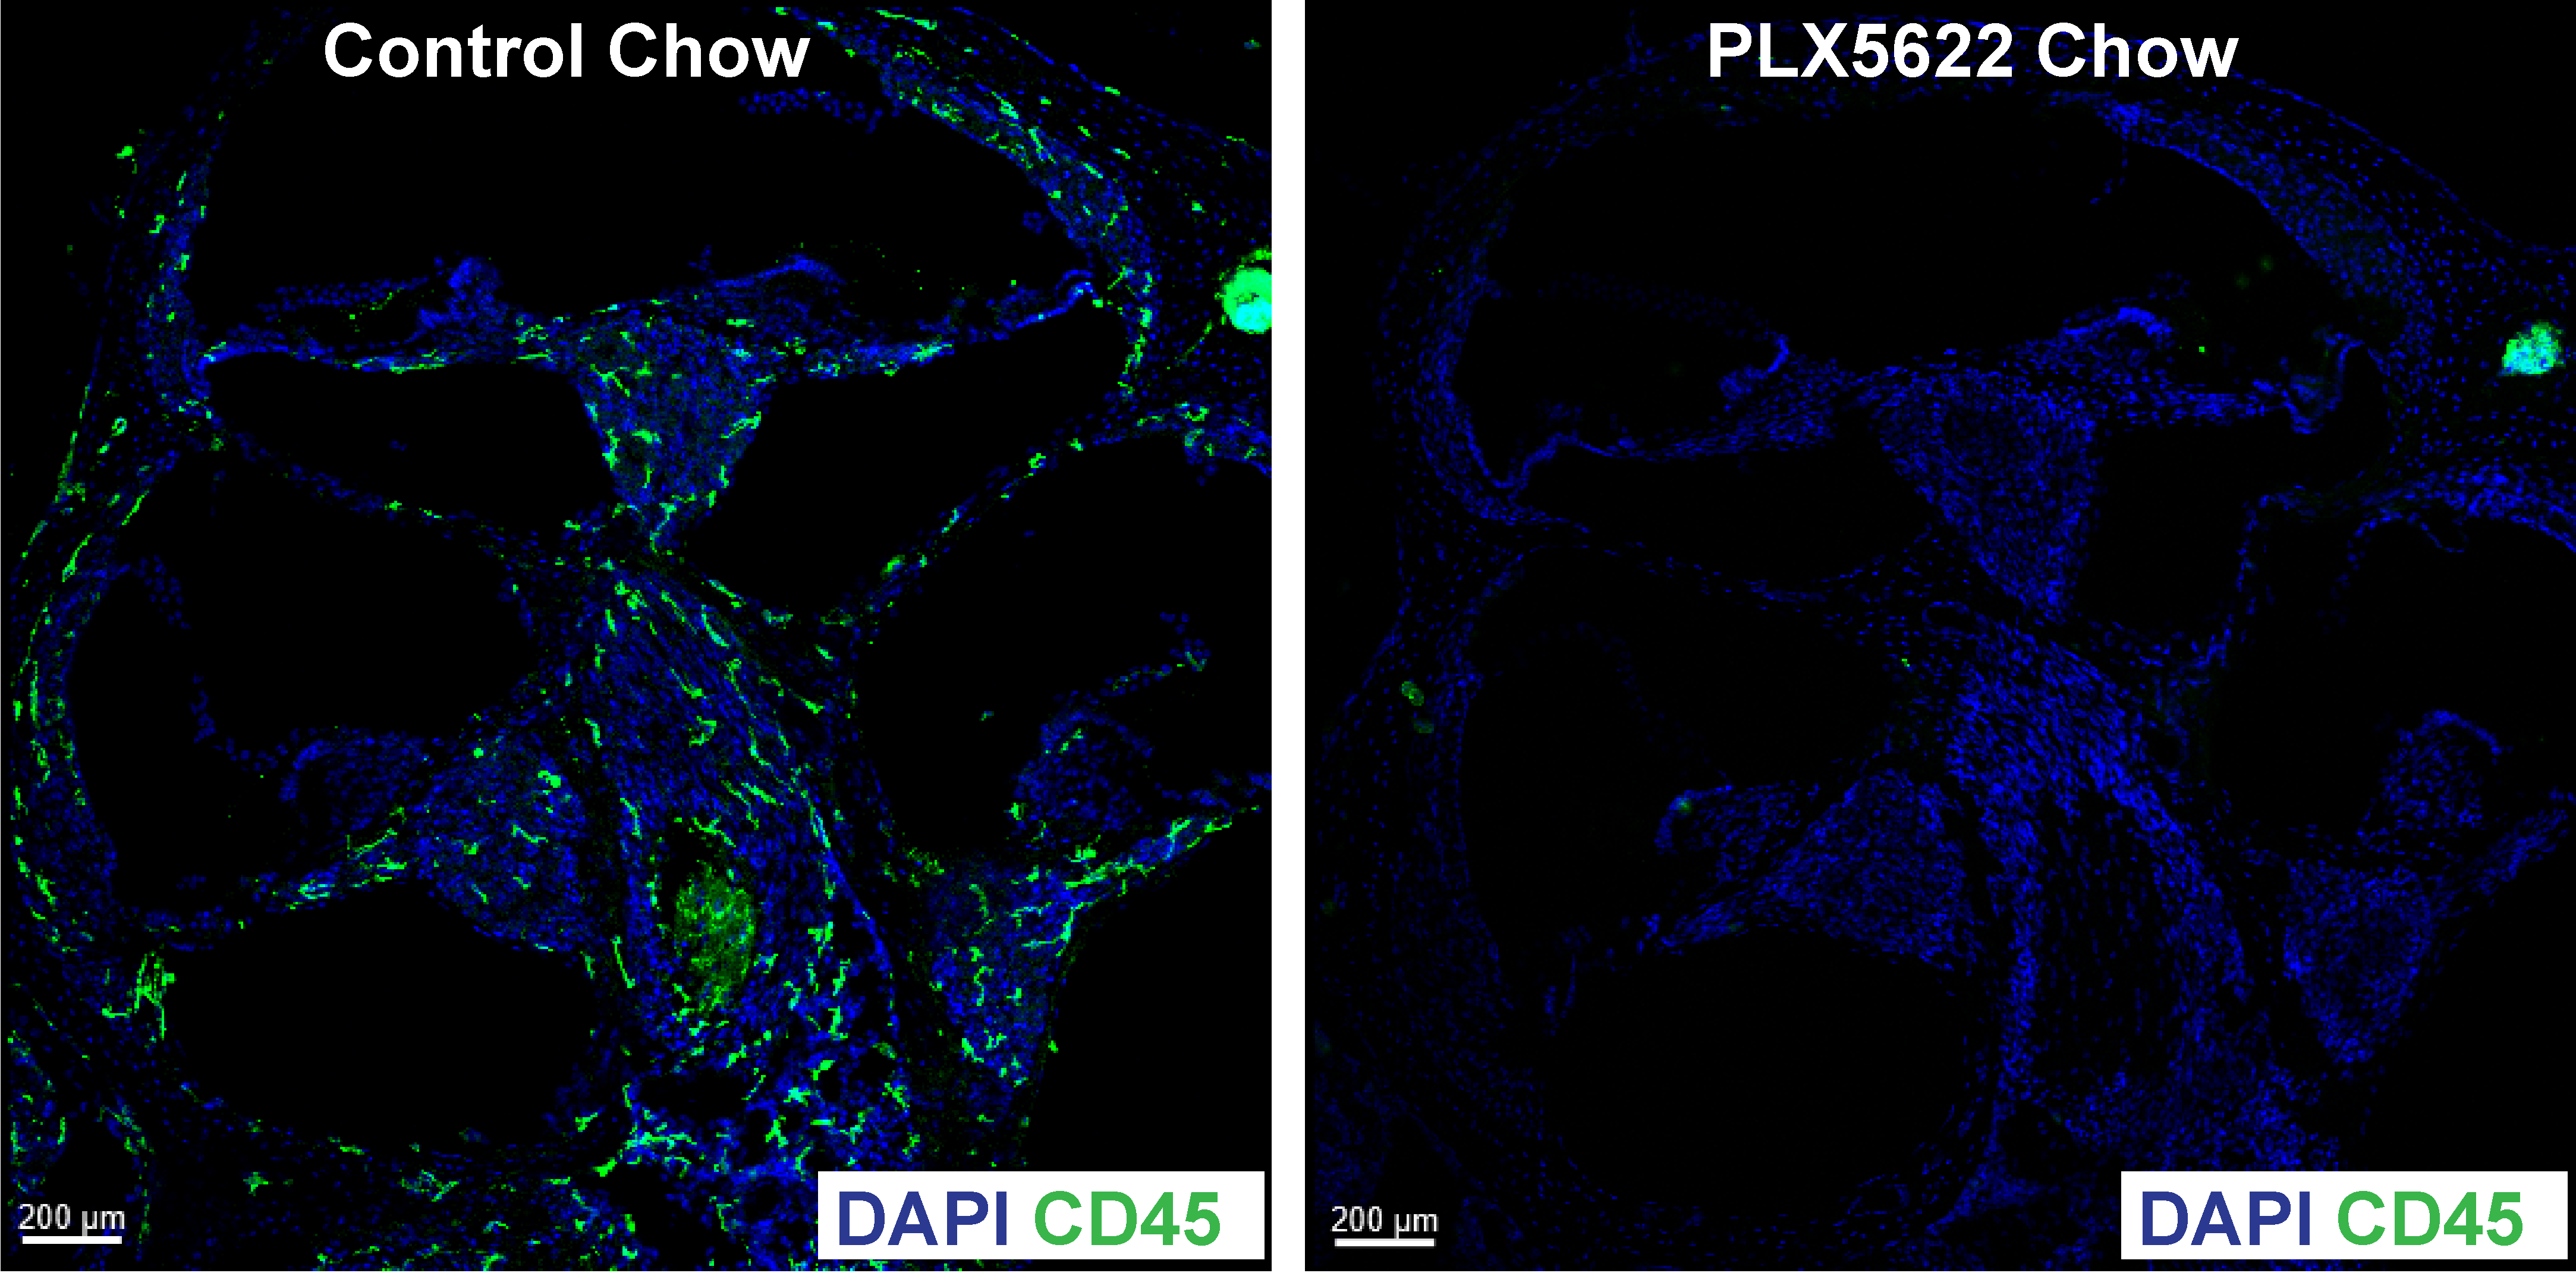 Control Chow
PLX5622 Chow
200 µm
DAPI CD45
200 µm
DAPI CD45